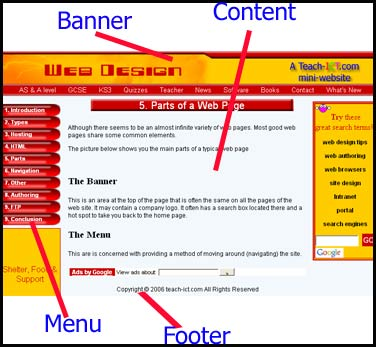 Banner
Content
Web Design
A Teach-ICT.com
mini-website
AS & A level GCSE KS3 Quizzes Teacher News Software Books Contact What's New
1. Introduction
2. Types
3. Hosting
4. HTML
5. Parts
6. Navigation
7. Other
8. Authoring
9. FTP
5. Conclusion
Shelter, Food &
Support
5. Parts of a Web Page
Although there seems to be an almost infinite variety of web pages. Most good web
pages share some common elements.
The picture below shows you the main parts of a typical web page
The Banner
This is an area at the top of the page that is often the same on all the pages of the
web site. It may contain a company logo. It often has a search box located there and a
hot spot to take you back to the home page.
The Menu
This are is concerned with providing a method of moving around (navigating) the site.
Ads by Google View ads about:
Copyright © 2006 teach-ict.com All Rights Reserved
Try these
great search terms!
web design tips
web authoring
web browsers
site design
Intranet
portal
search engines
GO
Google
Menu
Footer